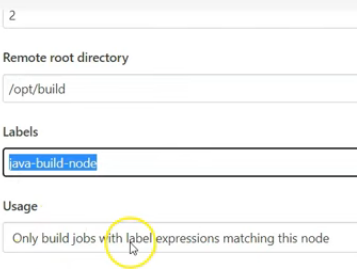 2
Remote root directory
/opt/build
Labels
java-build-node
Usage
Only build jobs with label expressions matching this node